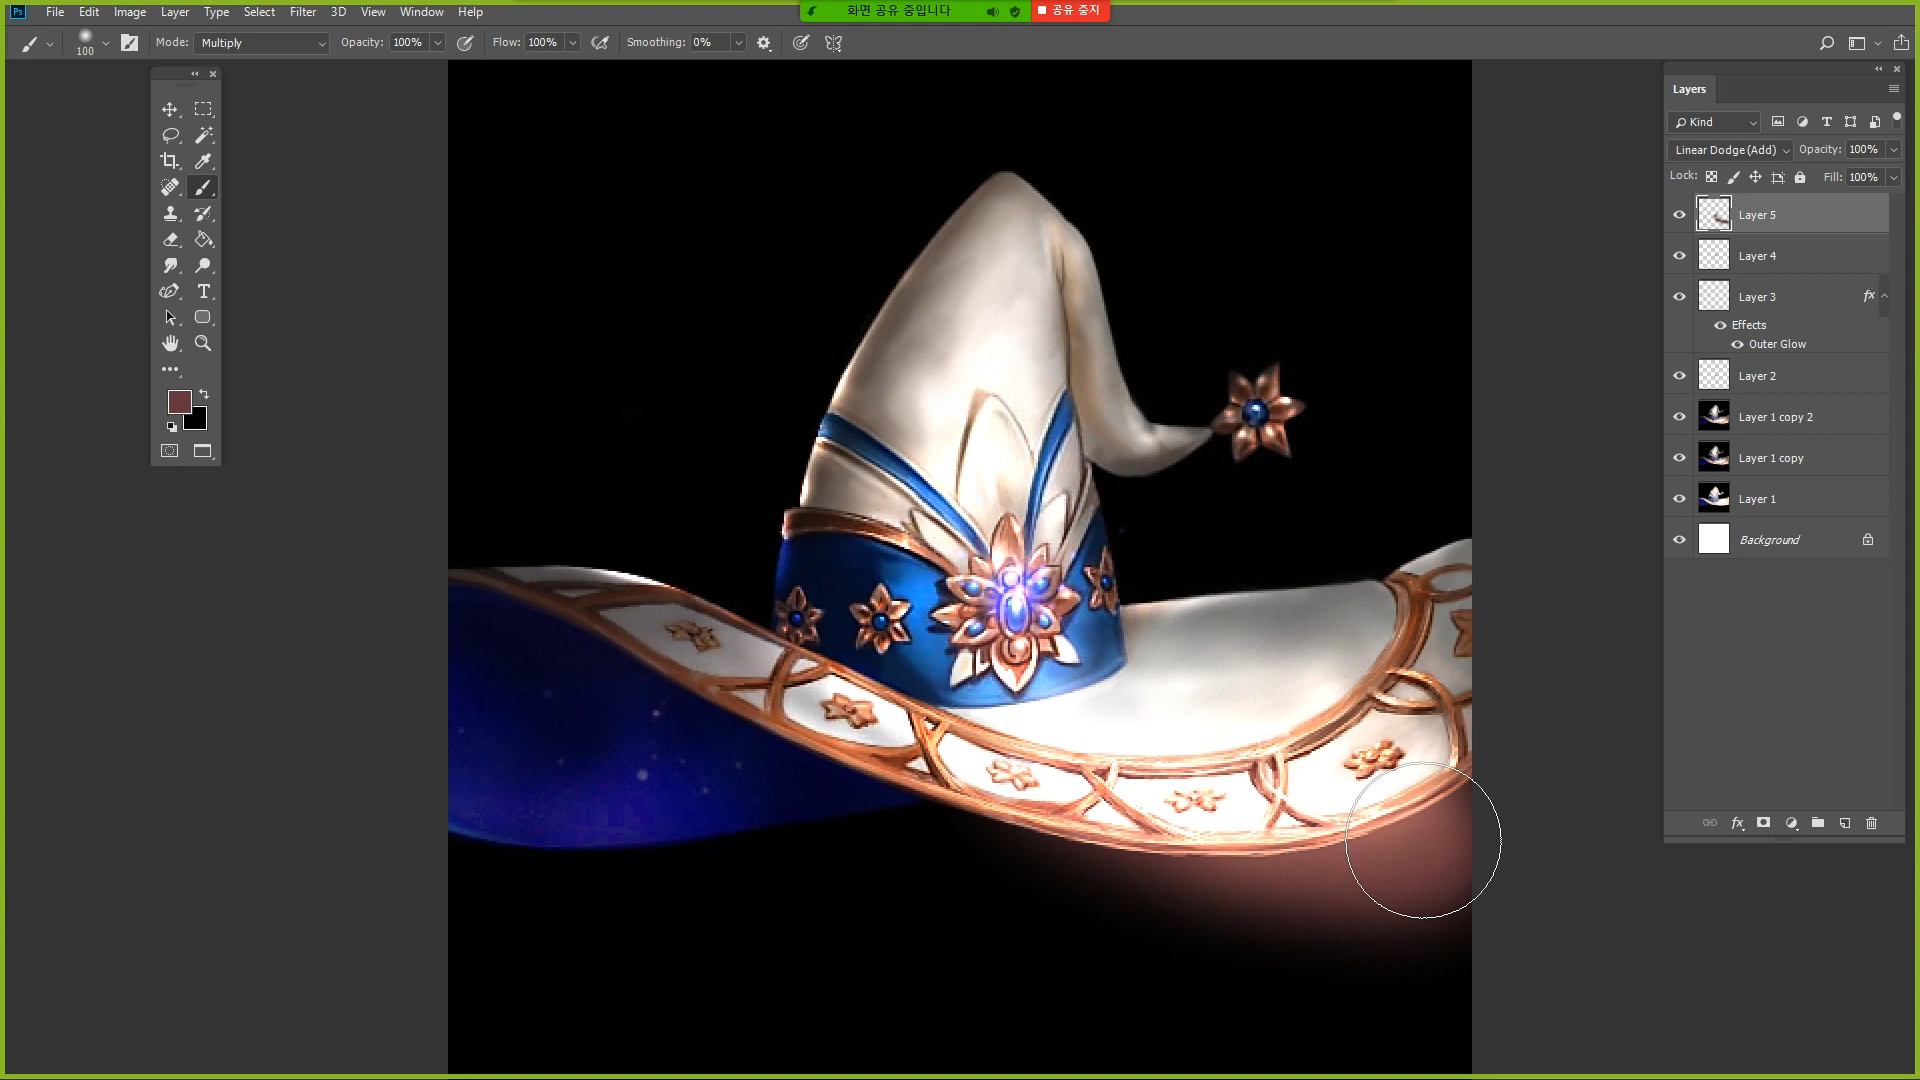 Ps File Edit Image Layer Type Select Filter 3D View Window Help
화면 공유 중입니다 공유 중지
100 Mode: Multiply Opacity: 100% Flow: 100% Smoothing: 0%
Layers
Kind T
Linear Dodge (Add) Opacity: 100%
Lock: Fill: 100%
Layer 5
Layer 4
Layer 3 fx
Effects
Outer Glow
Layer 2
Layer 1 copy 2
Layer 1 copy
Layer 1
Background
fx
T